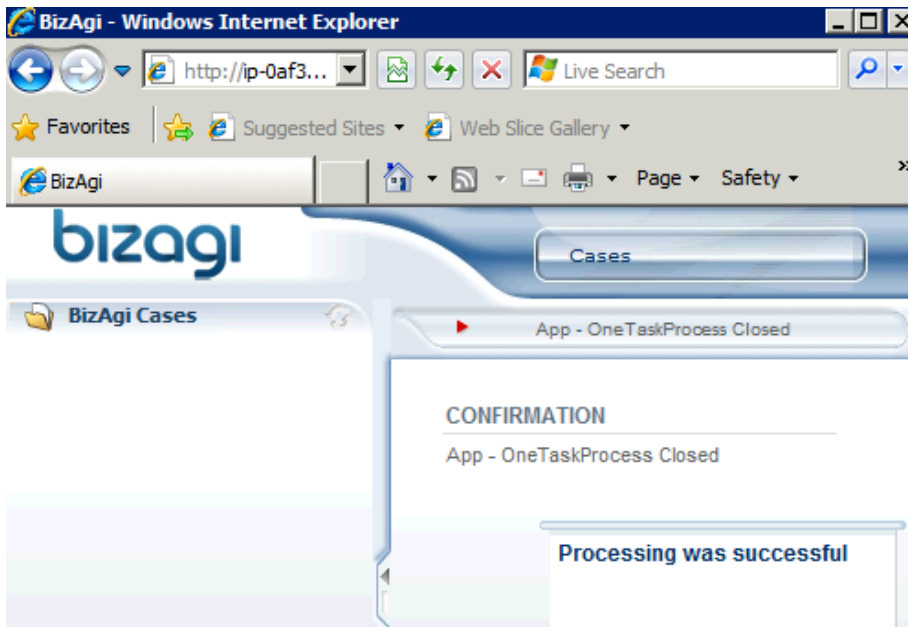 BizAgi - Windows Internet Explorer
http://ip-0af3...
Live Search
Favorites Suggested Sites Web Slice Gallery
BizAgi Page Safety »
bizagi
Cases
BizAgi Cases
App - OneTaskProcess Closed
CONFIRMATION
App - OneTaskProcess Closed
Processing was successful